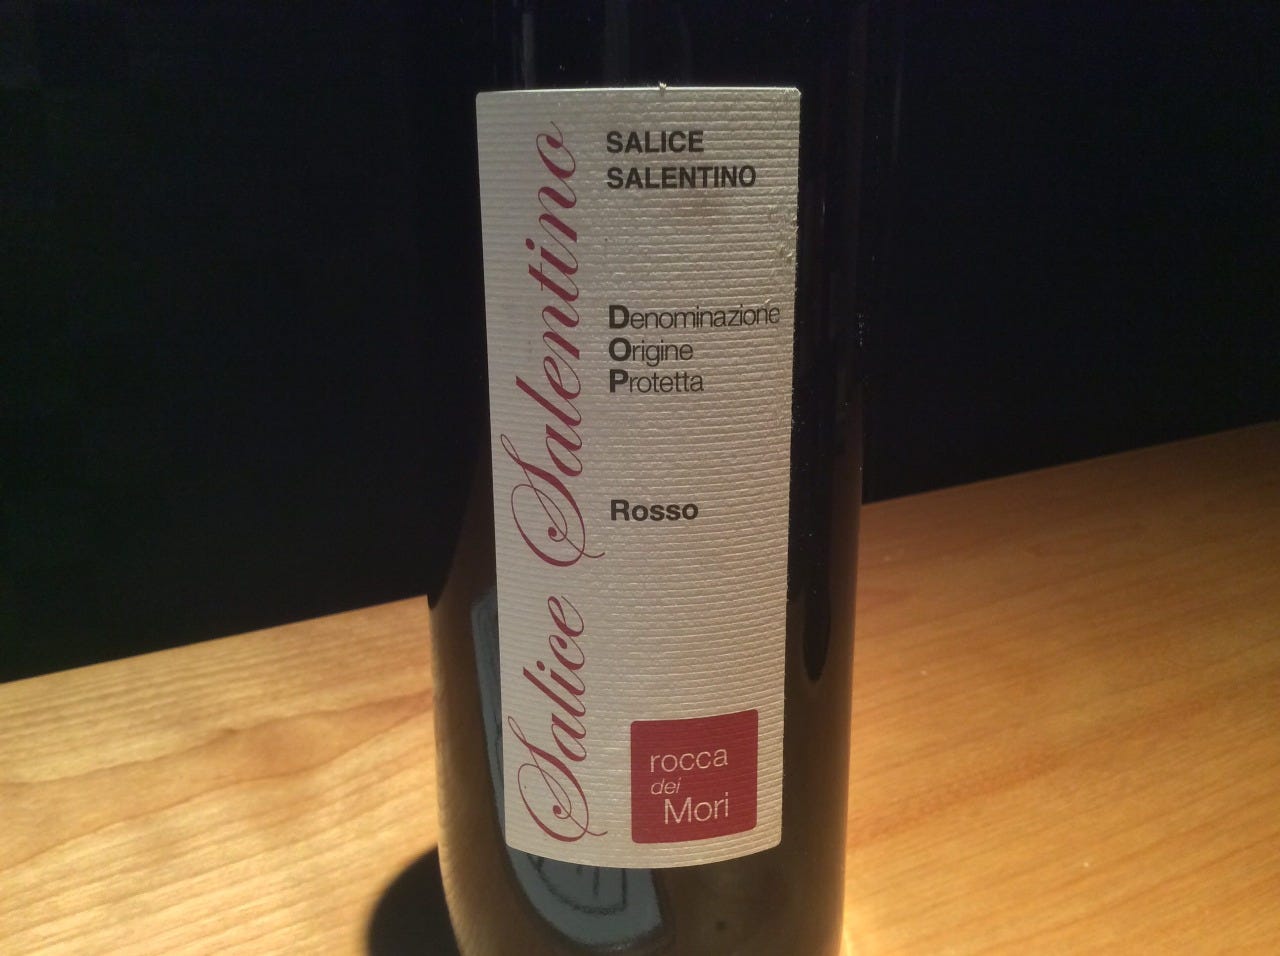 Salice Salentino
SALICE
SALENTINO
Denominazione
Origine
Protetta
Rosso
rocca
dei
Mori